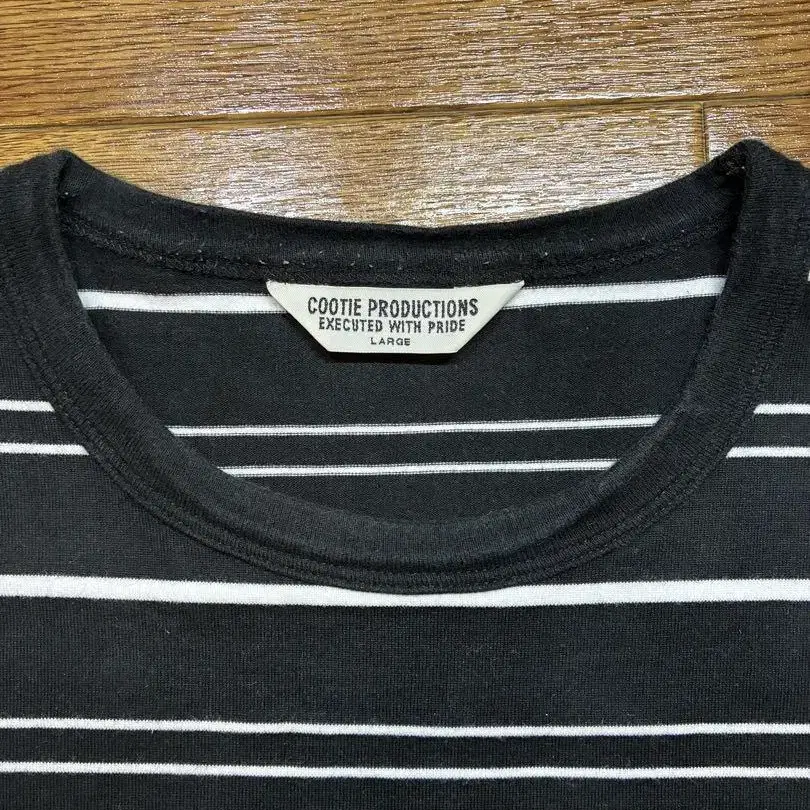 COOTIE PRODUCTIONS
EXECUTED WITH PRIDE
LARGE